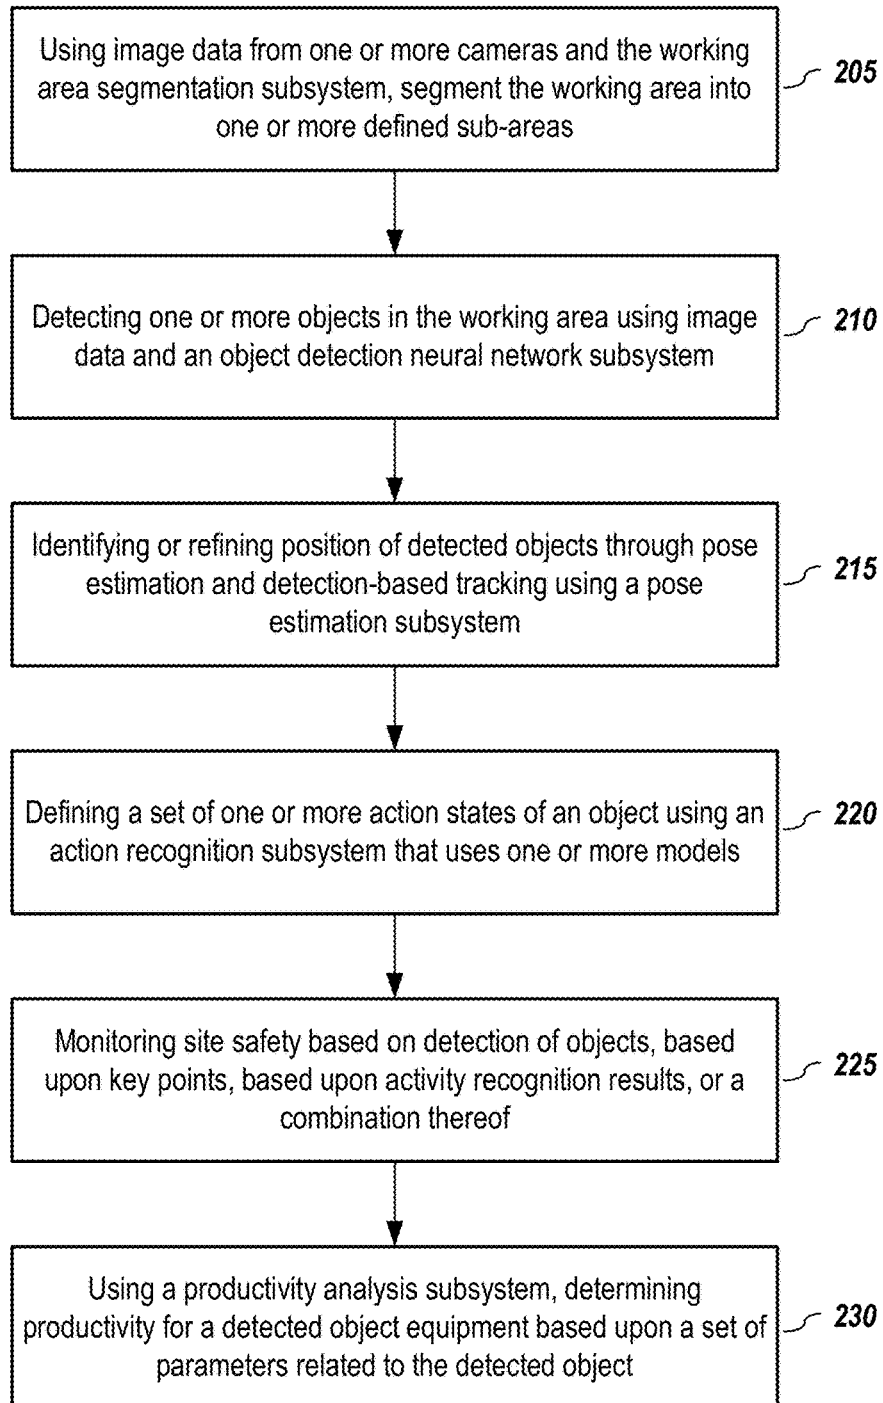 Using image data from one or more cameras and the working
area segmentation subsystem, segment the working area into
one or more defined sub-areas
205
Detecting one or more objects in the working area using image
data and an object detection neural network subsystem
210
Identifying or refining position of detected objects through pose
estimation and detection-based tracking using a pose
estimation subsystem
215
Defining a set of one or more action states of an object using an
action recognition subsystem that uses one or more models
220
Monitoring site safety based on detection of objects, based
upon key points, based upon activity recognition results, or a
combination thereof
225
Using a productivity analysis subsystem, determining
productivity for a detected object equipment based upon a set of
parameters related to the detected object
230